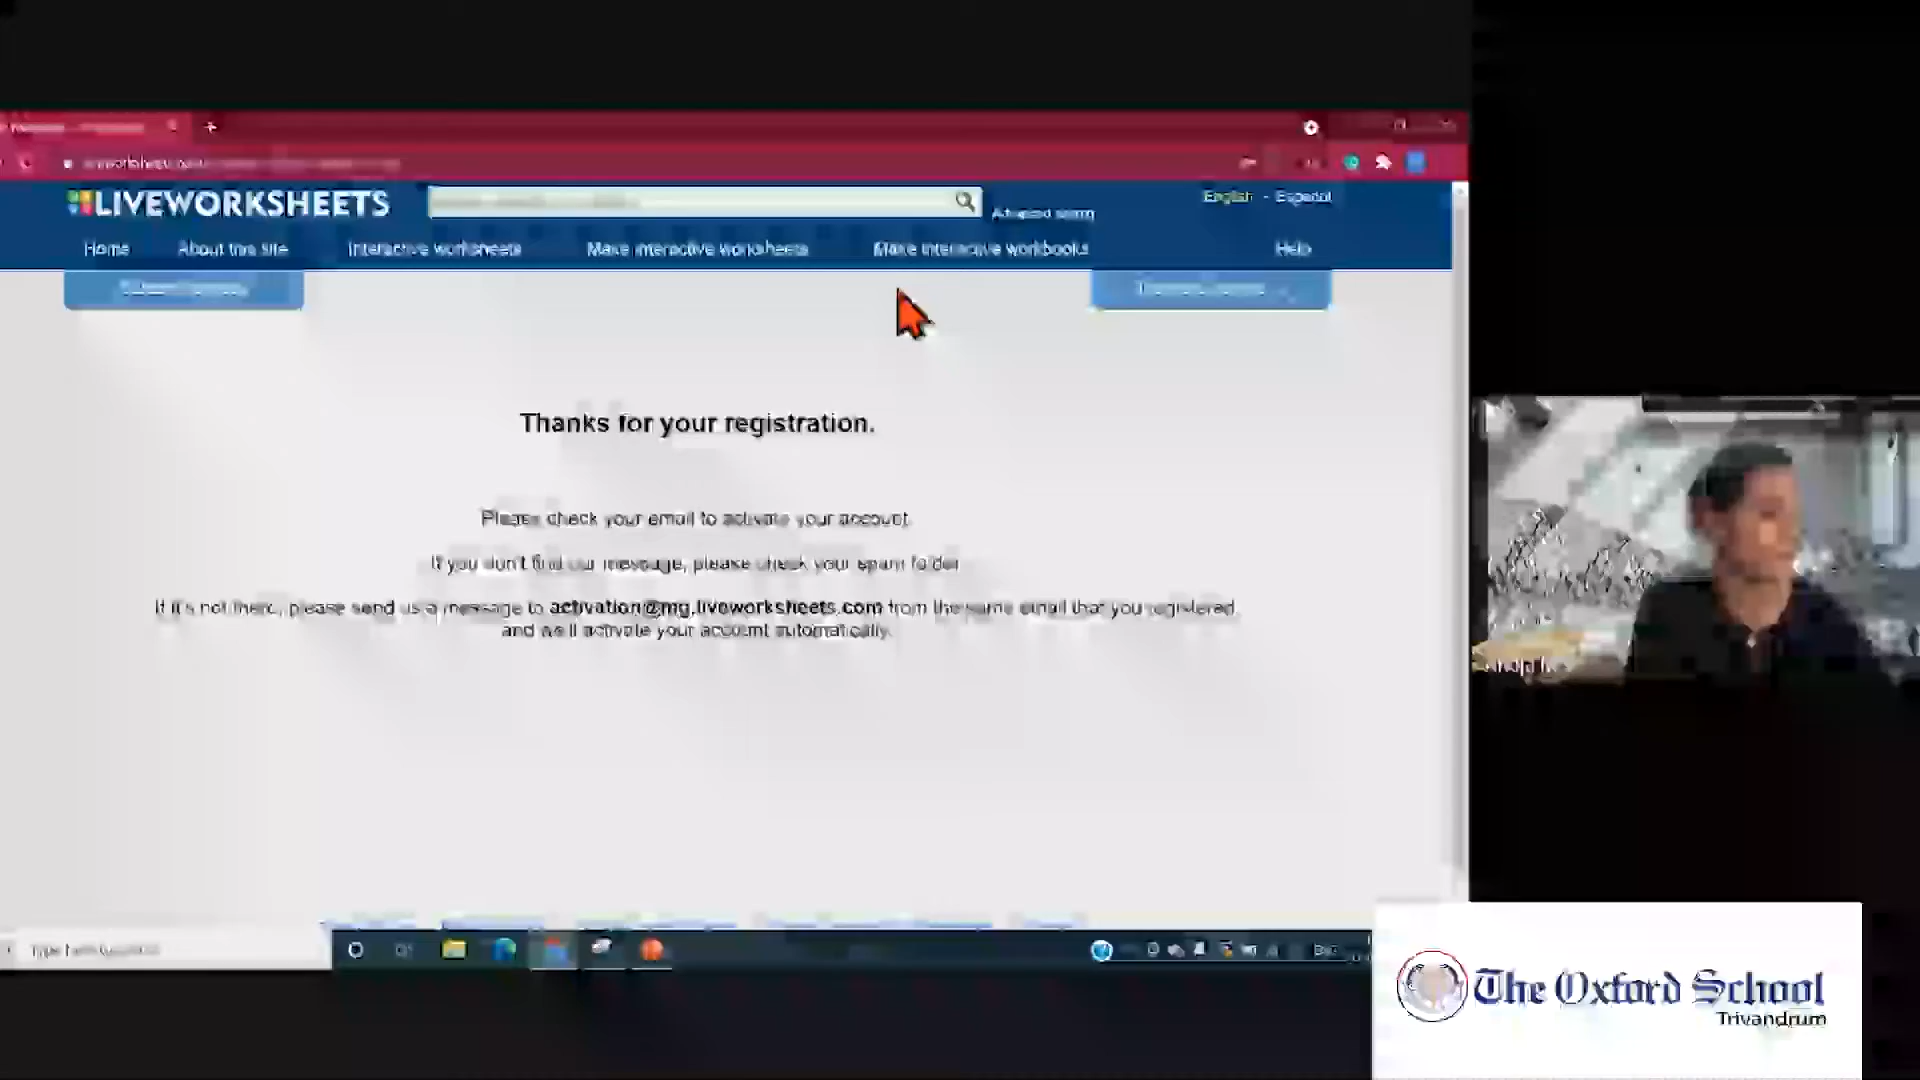 LIVEWORKSHEETS
Advanced search
English - Español
Home
About this site
Interactive worksheets
Make interactive worksheets
Make interactive workbooks
Help
Thanks for your registration.
Please check your email to activate your account.
If you don't find our message, please check your spam folder.
If it's not there, please send us a message to activation@mg.liveworksheets.com from the same email that you registered,
and we'll activate your account automatically.
The Oxford School
Trivandrum